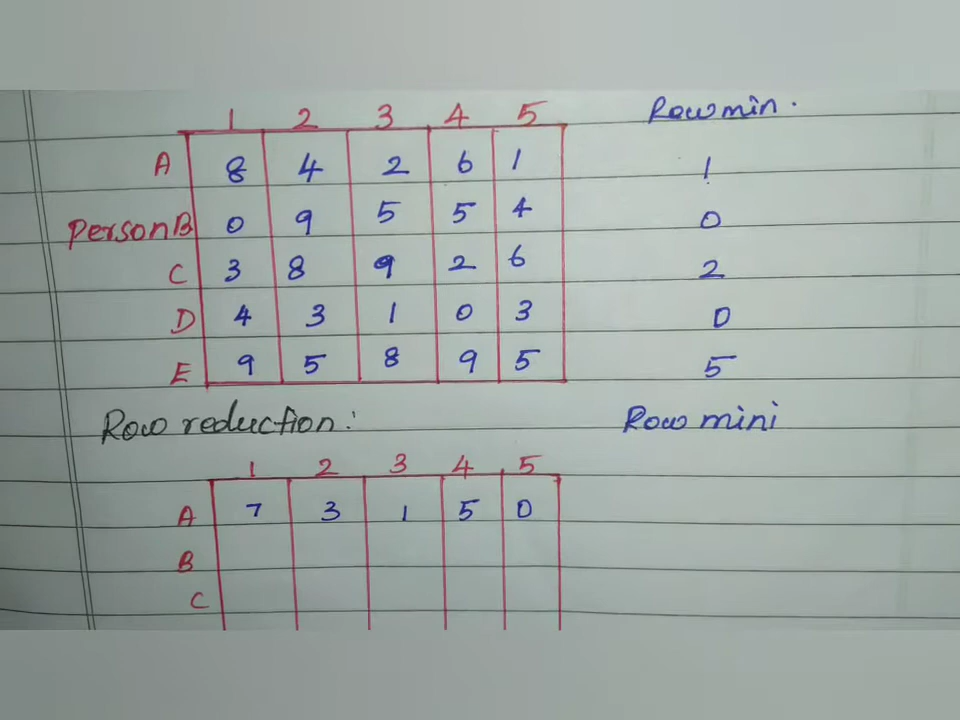 1 2 3 4 5 Row min.
A 8 4 2 6 1 1
Person B 0 9 5 5 4 0
C 3 8 9 2 6 2
D 4 3 1 0 3 0
E 9 5 8 9 5 5
Row reduction: Row mini
1 2 3 4 5
A 7 3 1 5 0
B
C